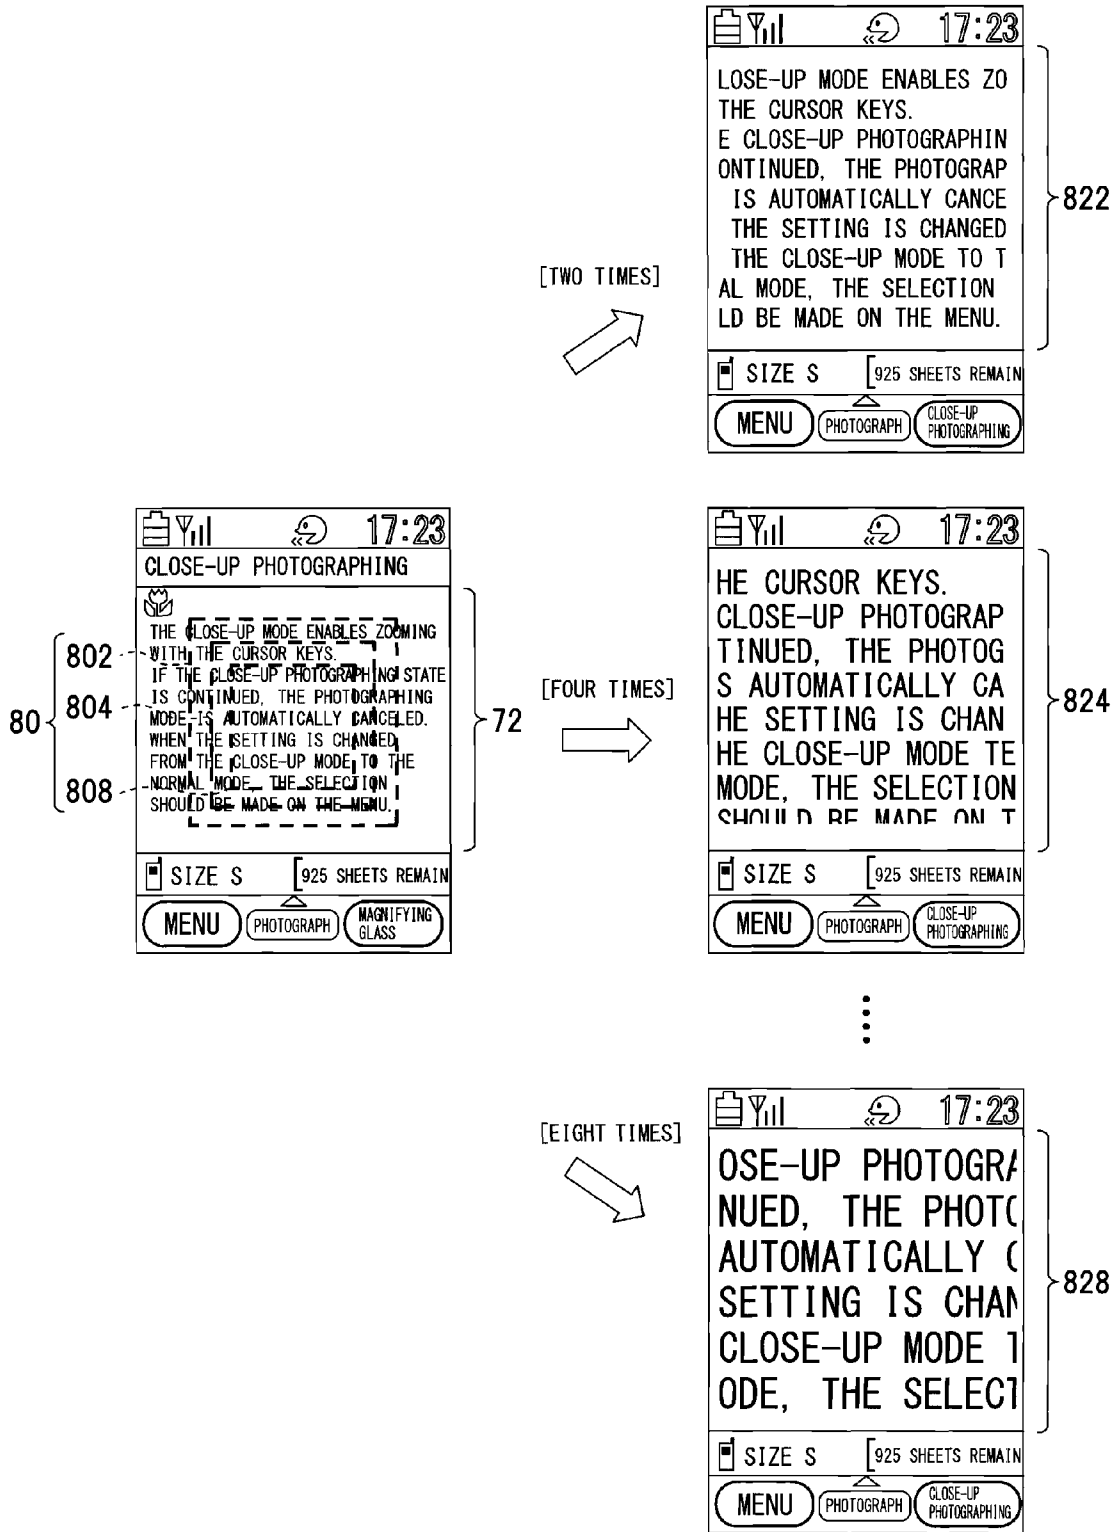 17:23
LOSE-UP MODE ENABLES ZO
THE CURSOR KEYS.
E CLOSE-UP PHOTOGRAPHIN
ONTINUED, THE PHOTOGRAP
IS AUTOMATICALLY CANCE
THE SETTING IS CHANGED
THE CLOSE-UP MODE TO T
AL MODE, THE SELECTION
LD BE MADE ON THE MENU.
822
SIZE S [925 SHEETS REMAIN
MENU PHOTOGRAPH CLOSE-UP PHOTOGRAPHING
[TWO TIMES]
17:23
CLOSE-UP PHOTOGRAPHING
THE CLOSE-UP MODE ENABLES ZOOMING
WITH THE CURSOR KEYS.
IF THE CLOSE-UP PHOTOGRAPHING STATE
IS CONTINUED, THE PHOTOGRAPHING
MODE IS AUTOMATICALLY CANCELED.
WHEN THE SETTING IS CHANGED
FROM THE CLOSE-UP MODE TO THE
NORMAL MODE, THE SELECTION
SHOULD BE MADE ON THE MENU.
80
802
804
808
72
SIZE S [925 SHEETS REMAIN
MENU PHOTOGRAPH MAGNIFYING GLASS
[FOUR TIMES]
17:23
HE CURSOR KEYS.
CLOSE-UP PHOTOGRAP
TINUED, THE PHOTOG
S AUTOMATICALLY CA
HE SETTING IS CHAN
HE CLOSE-UP MODE TE
MODE, THE SELECTION
SHOULD BE MADE ON T
824
SIZE S [925 SHEETS REMAIN
MENU PHOTOGRAPH CLOSE-UP PHOTOGRAPHING
[EIGHT TIMES]
17:23
OSE-UP PHOTOGRA
NUED, THE PHOTO
AUTOMATICALLY C
SETTING IS CHAN
CLOSE-UP MODE T
ODE, THE SELECT
828
SIZE S [925 SHEETS REMAIN
MENU PHOTOGRAPH CLOSE-UP PHOTOGRAPHING